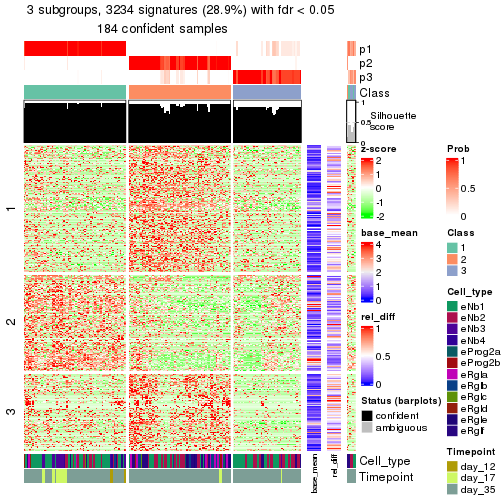 3 subgroups, 3234 signatures (28.9%) with fdr < 0.05
184 confident samples
p1
p2
p3
Class
1
0.5
0
Silhouette
score
1
2
3
Cell_type
Timepoint
base_mean
rel_diff
p1
p2
p3
Class
z-score
2
1
0
-1
-2
base_mean
4
3
2
1
0
rel_diff
1
0.5
0
Status (barplots)
confident
ambiguous
Prob
1
0.5
0
Class
1
2
3
Cell_type
eNb1
eNb2
eNb3
eNb4
eProg2a
eProg2b
eRgla
eRglb
eRglc
eRgld
eRgle
eRglf
Timepoint
day_12
day_17
day_35